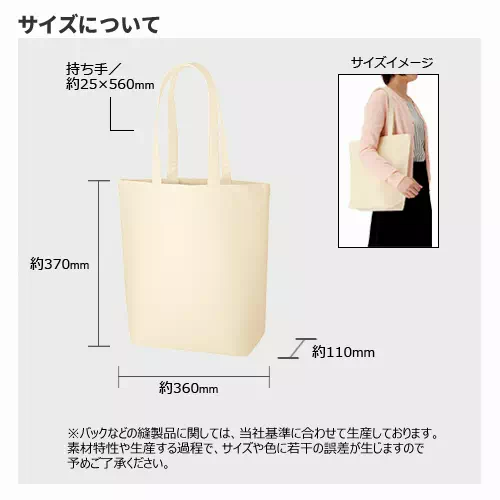 サイズについて
持ち手／
約25×560mm
サイズイメージ
約370mm
約110mm
約360mm
※バックなどの縫製品に関しては、当社基準に合わせて生産しております。
素材特性や生産する過程で、サイズや色に若干の誤差が生じますので
予めご了承ください。